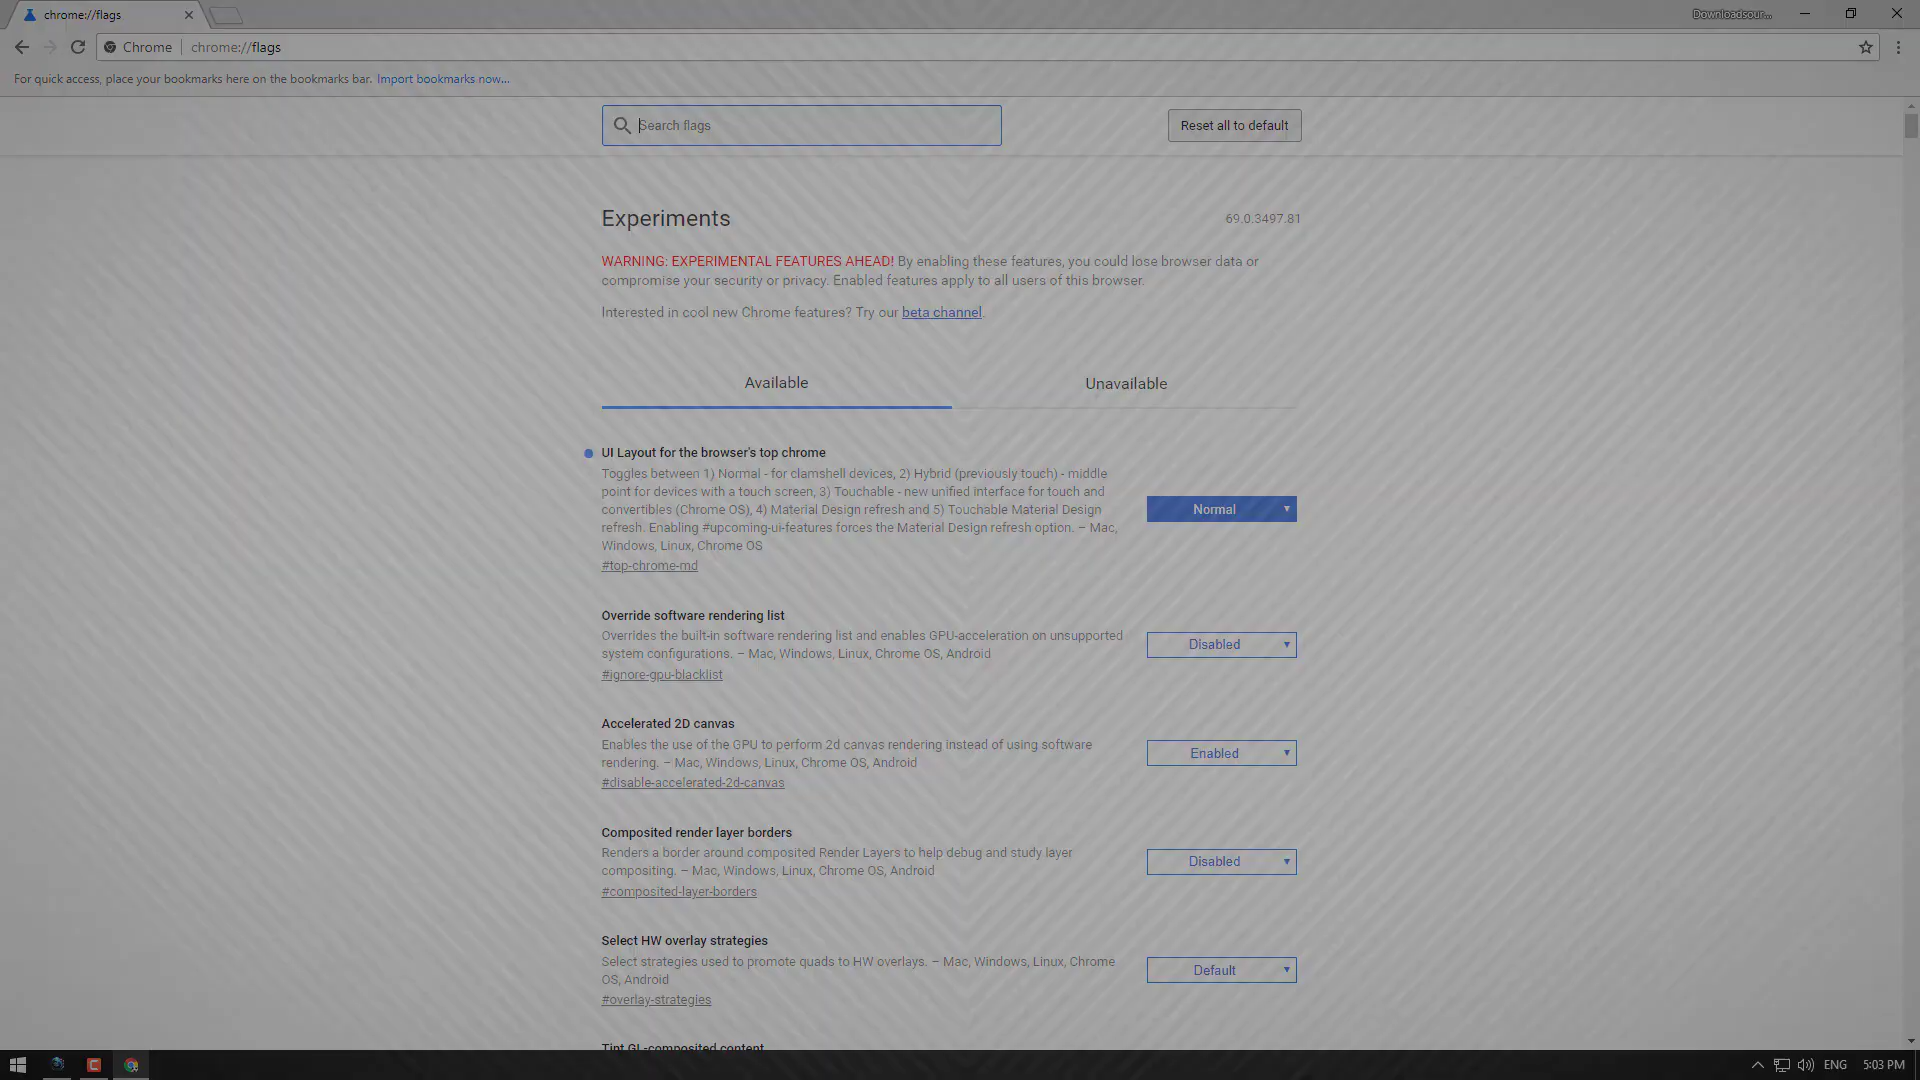 chrome://flags
Downloadsour...
Chrome
chrome://flags
For quick access, place your bookmarks here on the bookmarks bar. Import bookmarks now...
Search flags
Reset all to default
Experiments
69.0.3497.81
WARNING: EXPERIMENTAL FEATURES AHEAD! By enabling these features, you could lose browser data or
compromise your security or privacy. Enabled features apply to all users of this browser.
Interested in cool new Chrome features? Try our beta channel.
Available
Unavailable
UI Layout for the browser's top chrome
Toggles between 1) Normal - for clamshell devices, 2) Hybrid (previously touch) - middle
point for devices with a touch screen, 3) Touchable - new unified interface for touch and
convertibles (Chrome OS), 4) Material Design refresh and 5) Touchable Material Design
refresh. Enabling #upcoming-ui-features forces the Material Design refresh option. – Mac,
Windows, Linux, Chrome OS
#top-chrome-md
Normal
Override software rendering list
Overrides the built-in software rendering list and enables GPU-acceleration on unsupported
system configurations. – Mac, Windows, Linux, Chrome OS, Android
#ignore-gpu-blacklist
Disabled
Accelerated 2D canvas
Enables the use of the GPU to perform 2d canvas rendering instead of using software
rendering. – Mac, Windows, Linux, Chrome OS, Android
#disable-accelerated-2d-canvas
Enabled
Composited render layer borders
Renders a border around composited Render Layers to help debug and study layer
compositing. – Mac, Windows, Linux, Chrome OS, Android
#composited-layer-borders
Disabled
Select HW overlay strategies
Select strategies used to promote quads to HW overlays. – Mac, Windows, Linux, Chrome
OS, Android
#overlay-strategies
Default
Tint GL-composited content
ENG
5:03 PM